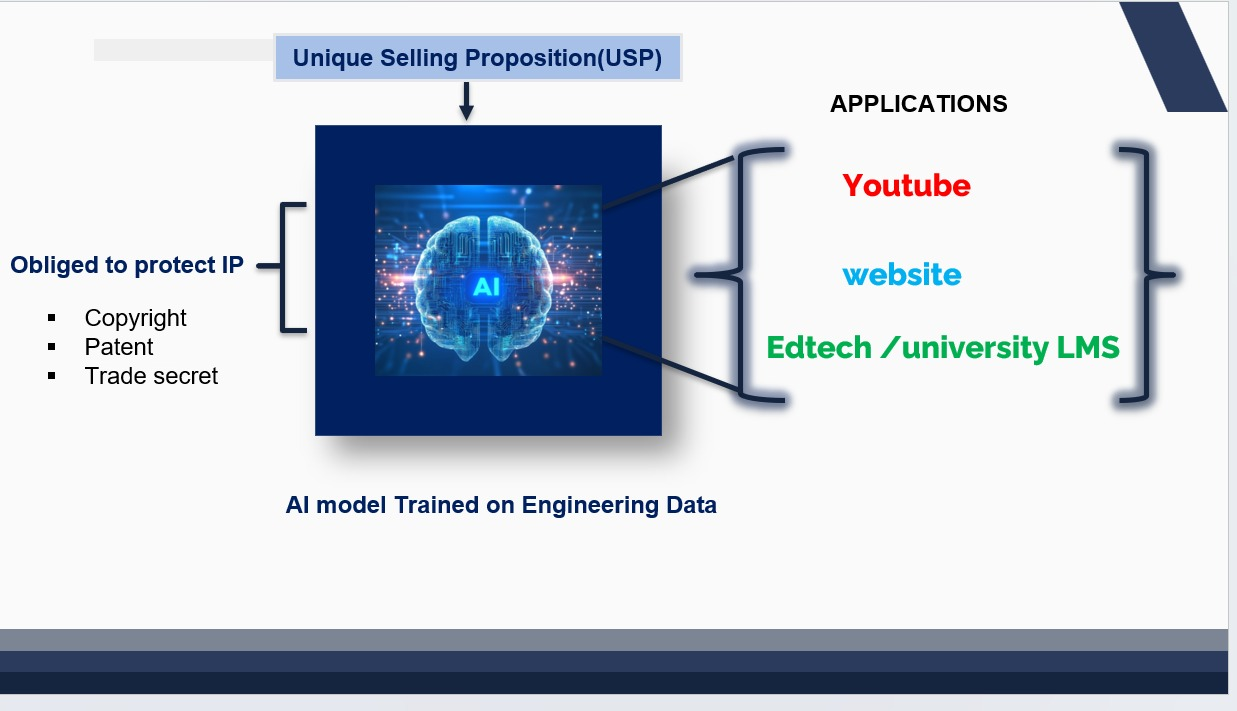 Unique Selling Proposition(USP)
APPLICATIONS
Youtube
website
Edtech /university LMS
Obliged to protect IP
▪ Copyright
▪ Patent
▪ Trade secret
AI
AI model Trained on Engineering Data